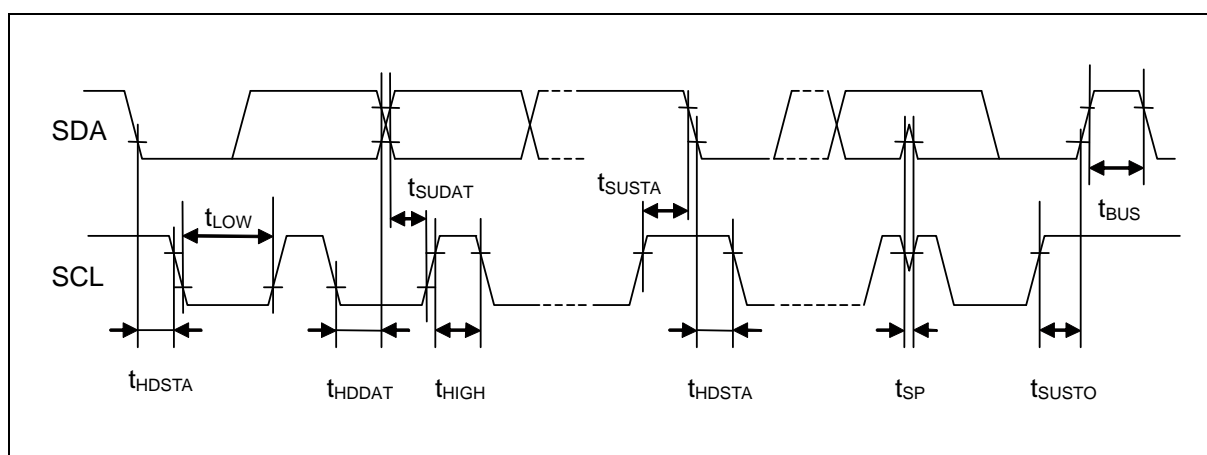 SDA
tSUDAT
tSUSTA
tLOW
tBUS
SCL
tHDSTA
tHDDAT
tHIGH
tHDSTA
tSP
tSUSTO